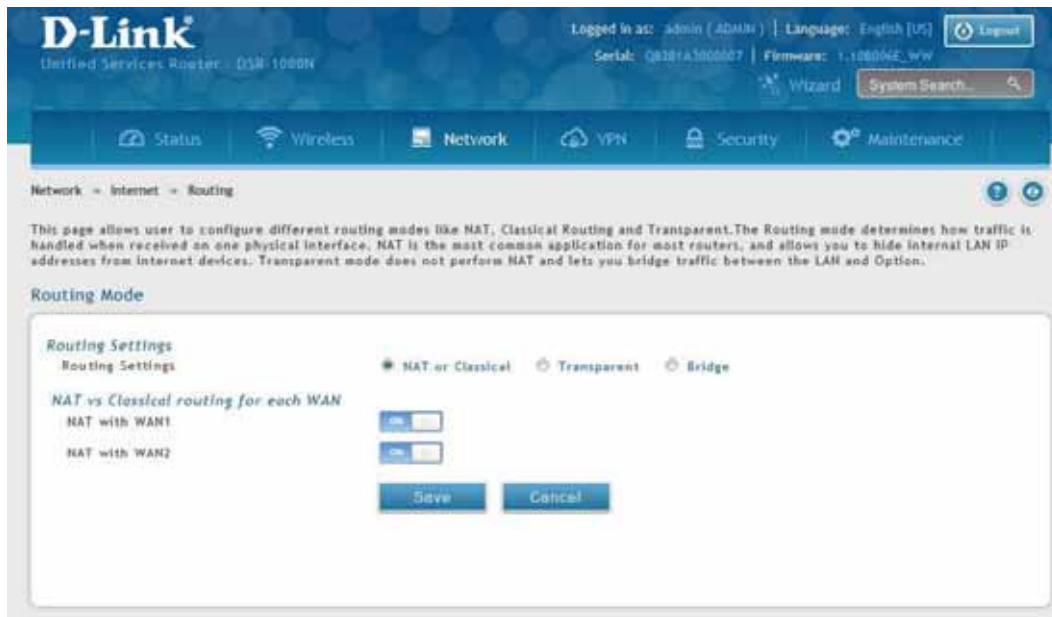 D-Link
Unified Services Router - DSR-1000N
Logged in as: admin ( ADMIN ) | Language: English [US]
Logout
Serial: | Firmware:
Wizard
System Search...
Status
Wireless
Network
VPN
Security
Maintenance
Network » Internet » Routing
This page allows user to configure different routing modes like NAT, Classical Routing and Transparent.The Routing mode determines how traffic is
handled when received on one physical interface. NAT is the most common application for most routers, and allows you to hide internal LAN IP
addresses from internet devices. Transparent mode does not perform NAT and lets you bridge traffic between the LAN and Option.
Routing Mode
Routing Settings
Routing Settings
NAT or Classical
Transparent
Bridge
NAT vs Classical routing for each WAN
NAT with WAN1
ON
NAT with WAN2
ON
Save
Cancel